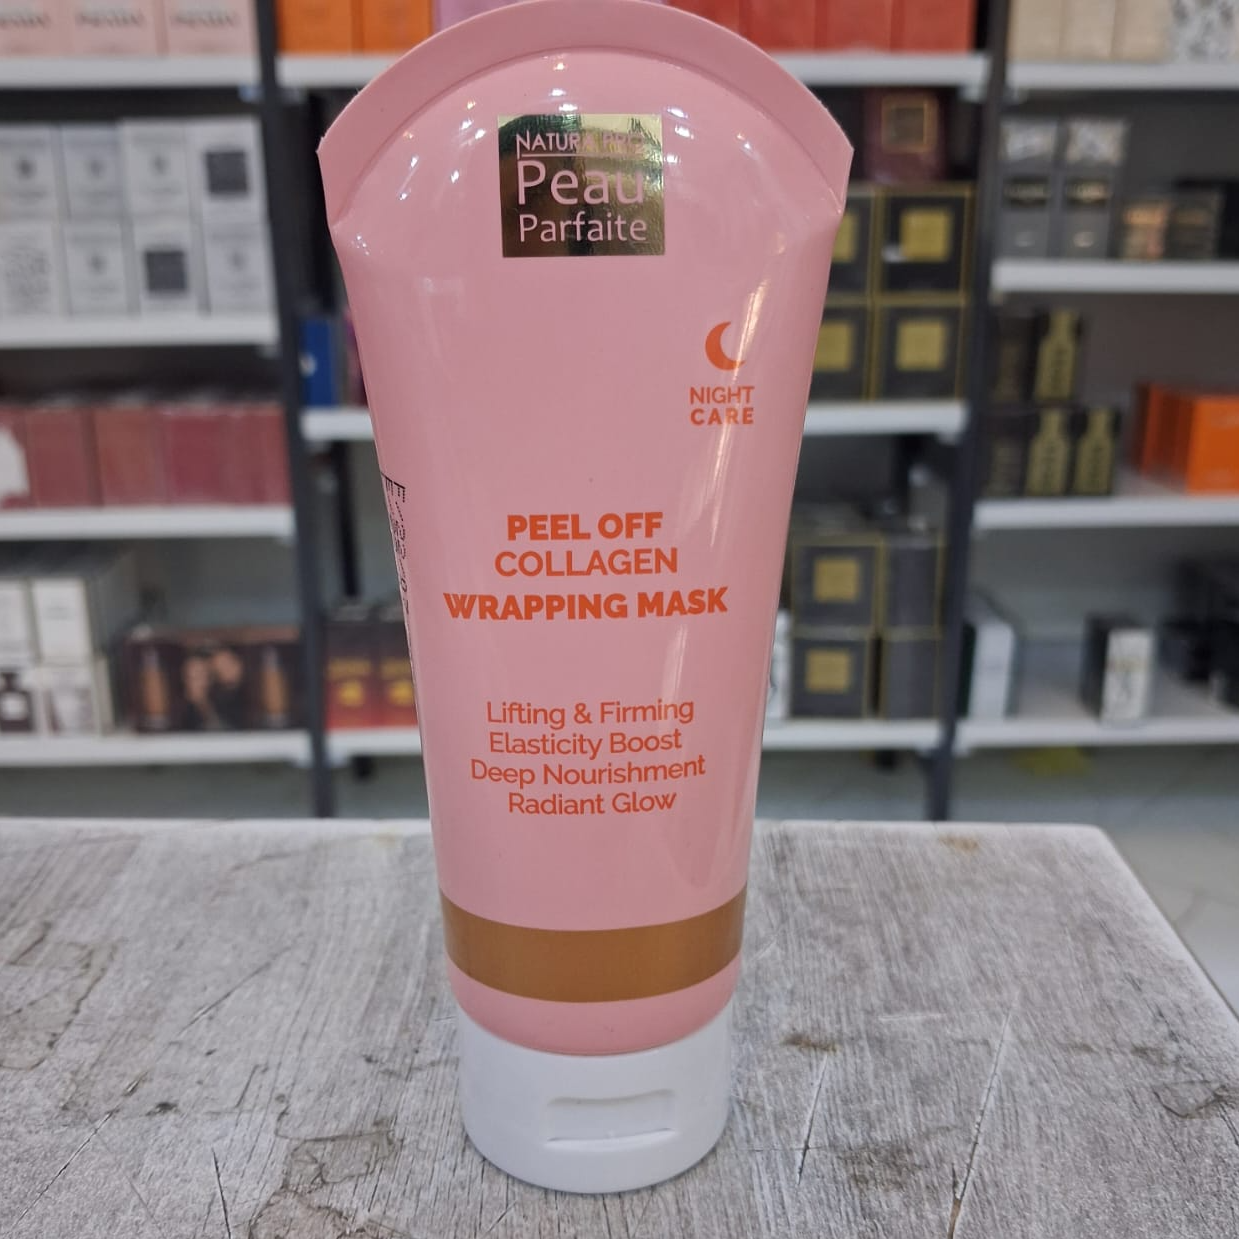 Peau
Parfaite
NIGHT
CARE
PEEL OFF
COLLAGEN
WRAPPING MASK
Lifting & Firming
Elasticity Boost
Deep Nourishment
Radiant Glow